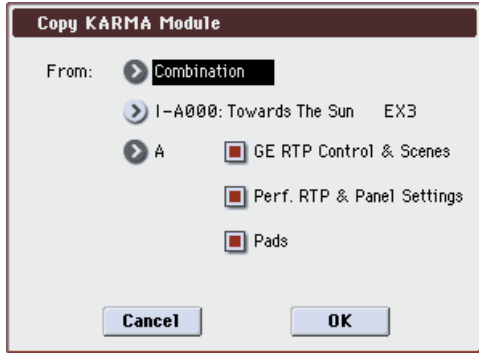 Copy KARMA Module
From: Combination
I-A000: Towards The Sun EX3
A GE RTP Control & Scenes
Perf. RTP & Panel Settings
Pads
Cancel OK